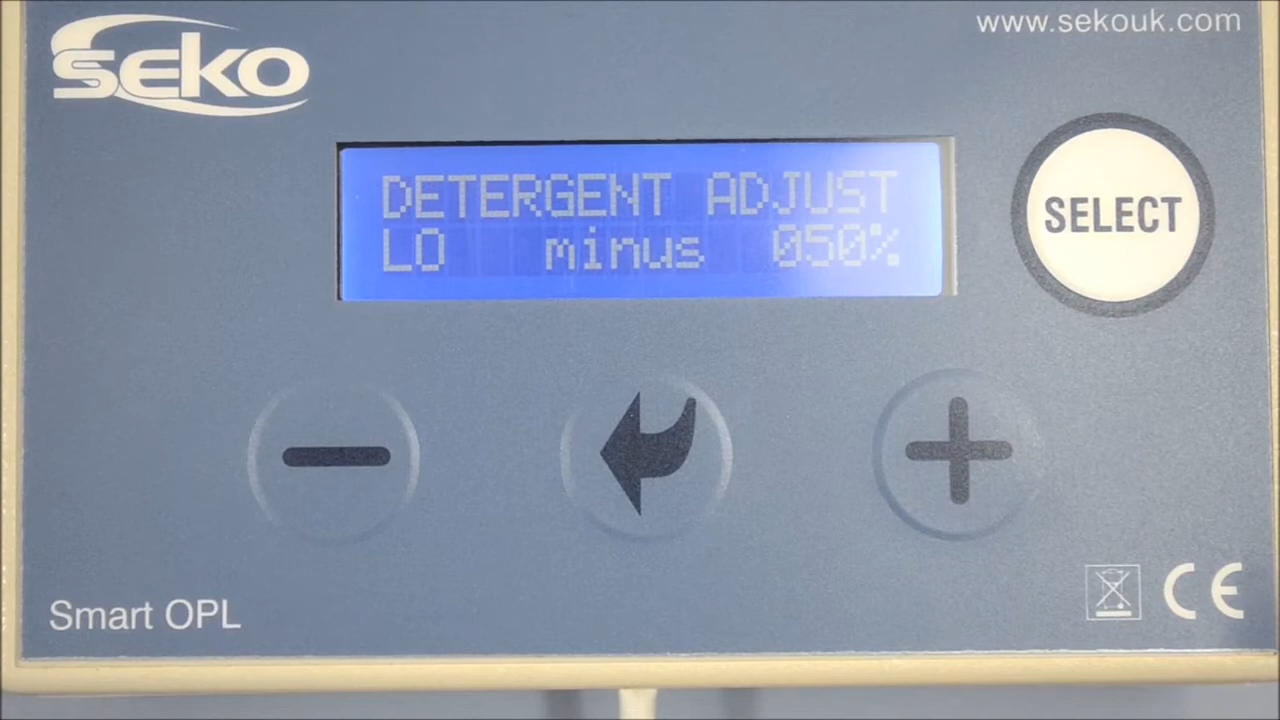 seko
www.sekouk.com
DETERGENT ADJUST
LO minus 050%
SELECT
Smart OPL
CE